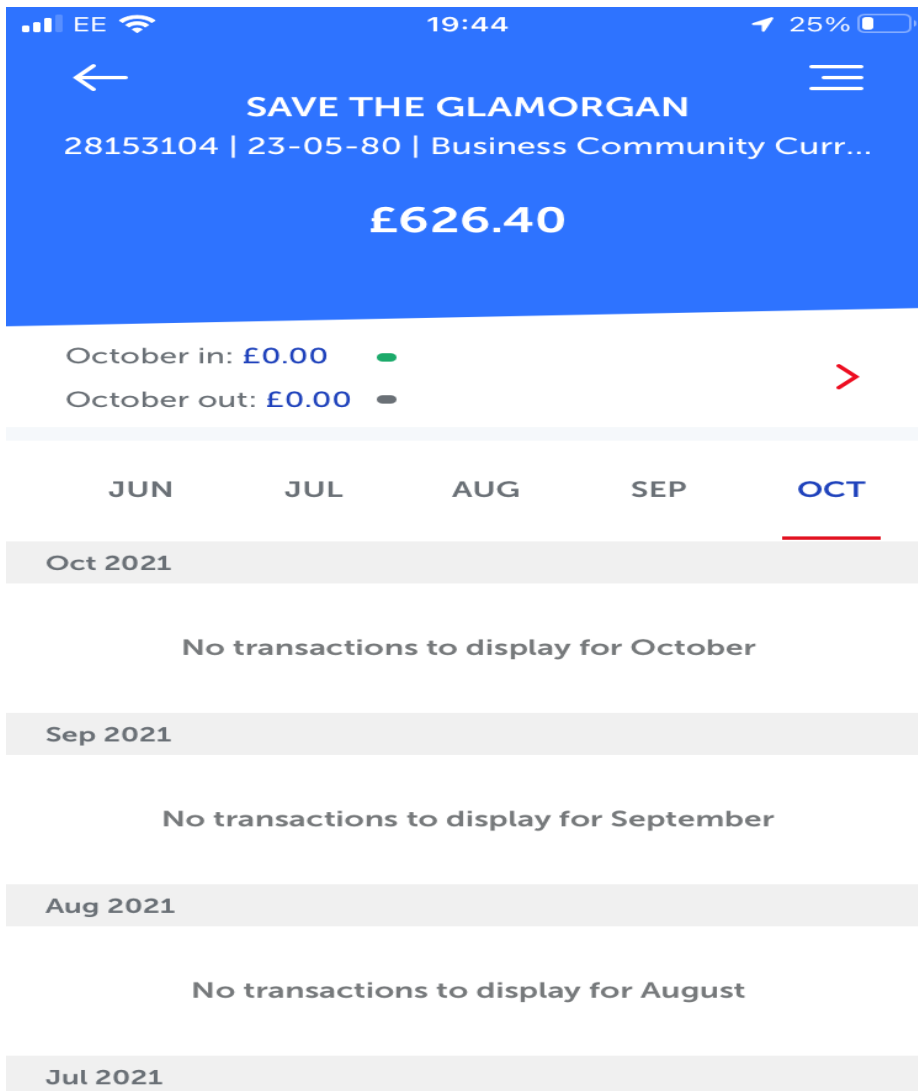 EE 19:44 25%
SAVE THE GLAMORGAN
28153104 | 23-05-80 | Business Community Curr...
£626.40
October in: £0.00
October out: £0.00
JUN JUL AUG SEP OCT
Oct 2021
No transactions to display for October
Sep 2021
No transactions to display for September
Aug 2021
No transactions to display for August
Jul 2021